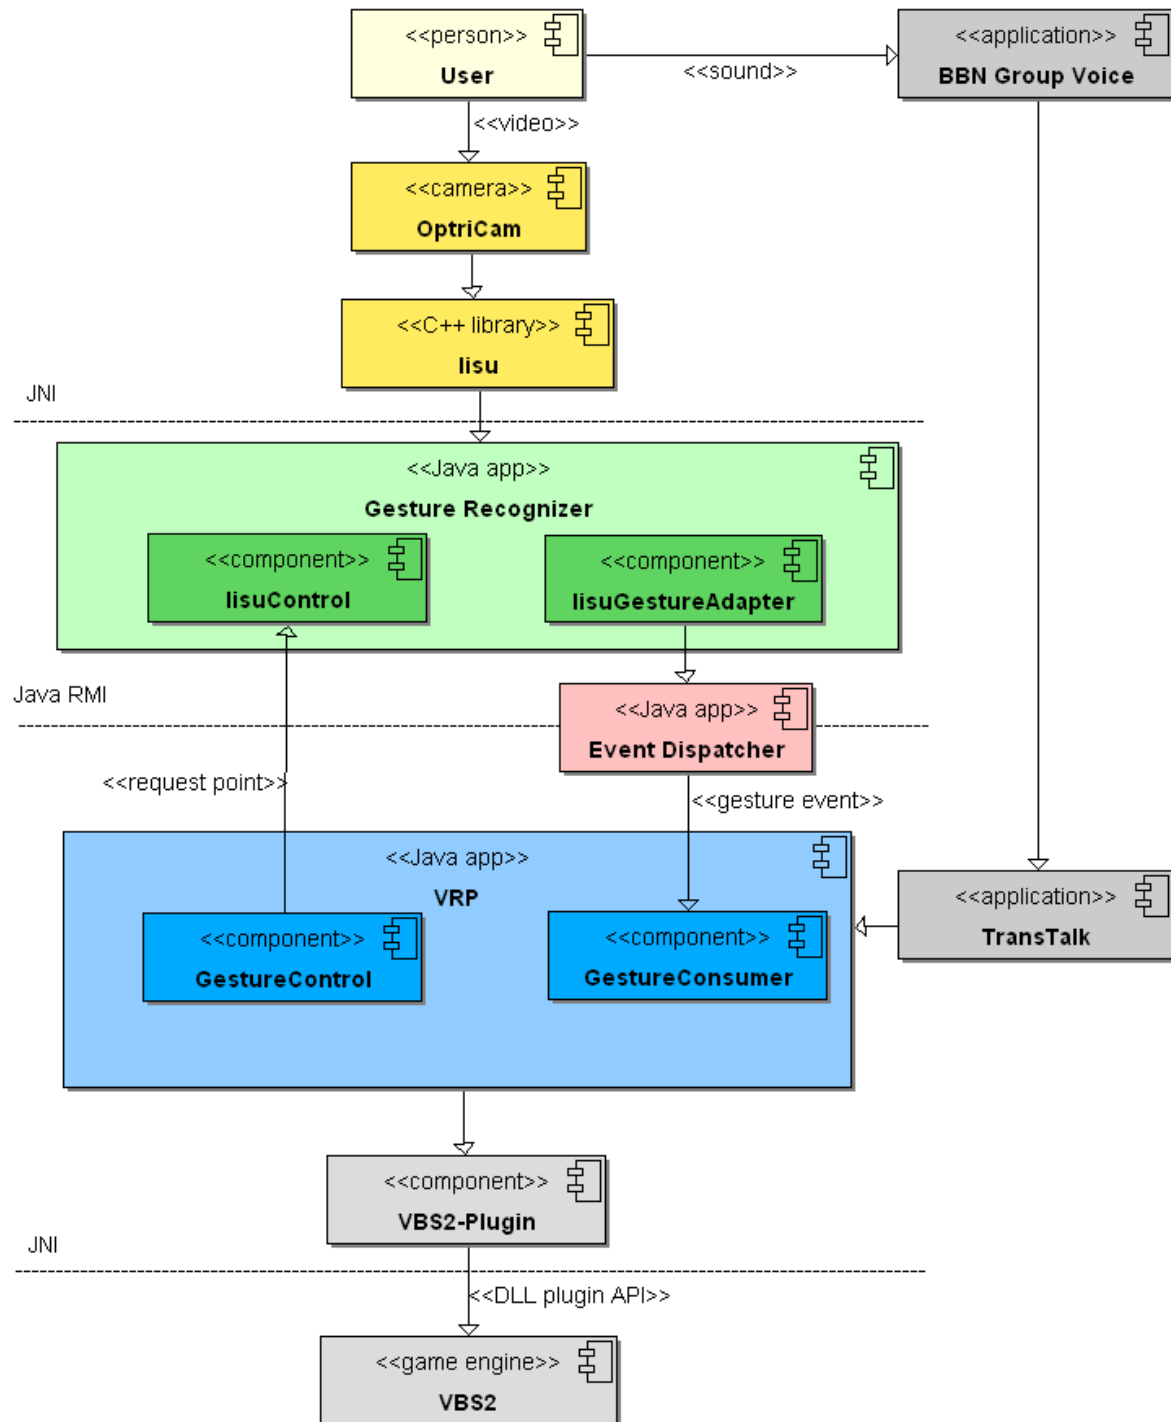 <<person>>
User
<<application>>
BBN Group Voice
<<sound>>
<<video>>
<<camera>>
OptriCam
<<C++ library>>
Iisu
JNI
<<Java app>>
Gesture Recognizer
<<component>>
IisuControl
<<component>>
IisuGestureAdapter
Java RMI
<<Java app>>
Event Dispatcher
<<request point>>
<<gesture event>>
<<Java app>>
VRP
<<component>>
GestureControl
<<component>>
GestureConsumer
<<application>>
TransTalk
<<component>>
VBS2-Plugin
JNI
<<DLL plugin API>>
<<game engine>>
VBS2